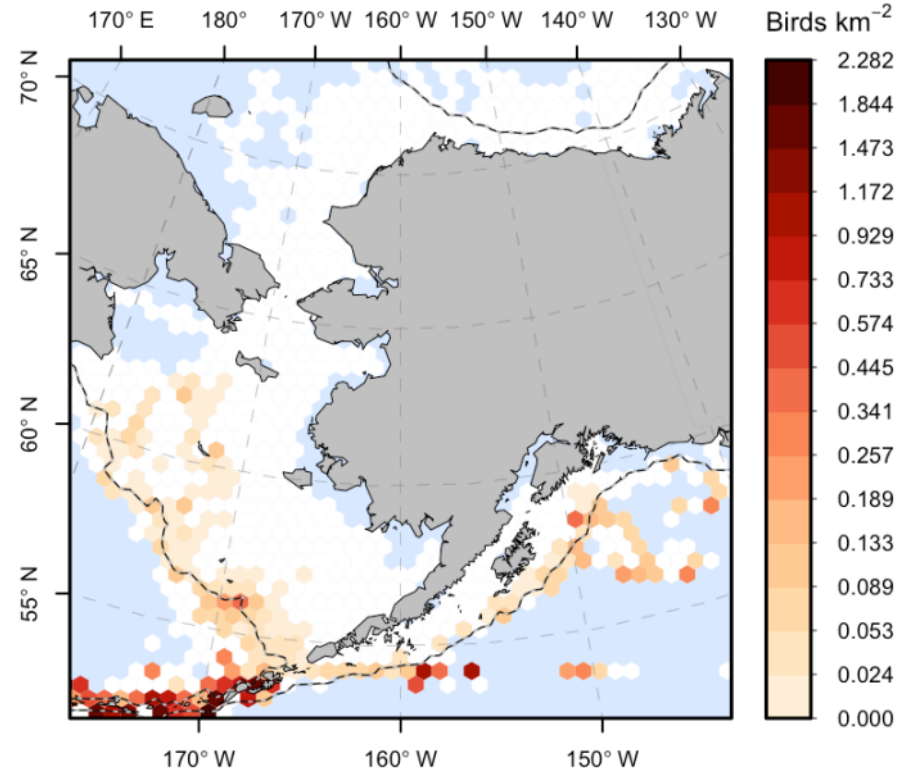 170° E 180° 170° W 160° W 150° W 140° W 130° W
Birds km−2
70° N
65° N
60° N
55° N
2.282
1.844
1.473
1.172
0.929
0.733
0.574
0.445
0.341
0.257
0.189
0.133
0.089
0.053
0.024
0.000
170° W 160° W 150° W